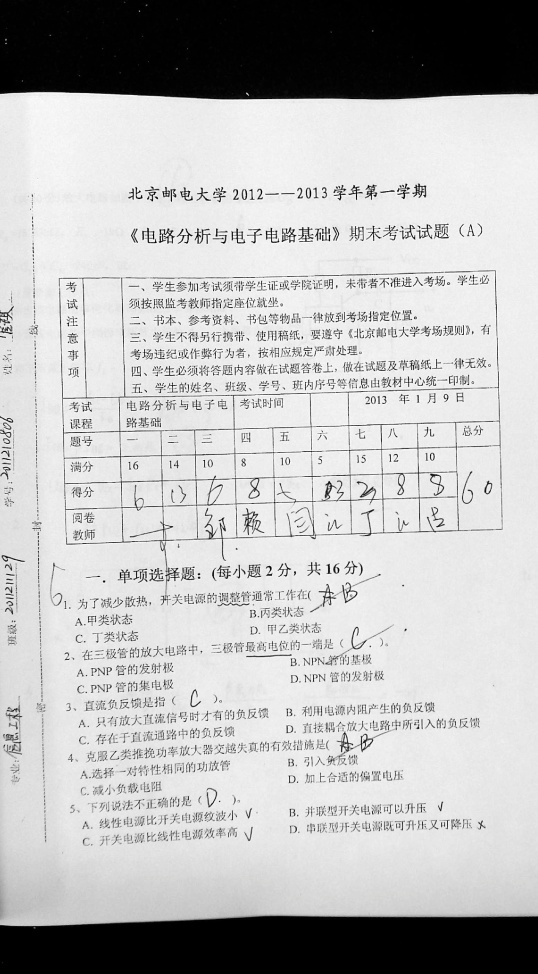 北京邮电大学 2012——2013 学年第一学期
《电路分析与电子电路基础》期末考试试题（A）
考试注意事项
一、学生参加考试须带学生证或学院证明，未带者不准进入考场。学生必
须按照监考教师指定座位就坐。
二、书本、参考资料、书包等物品一律放到考场指定位置。
三、学生不得另行携带、使用稿纸，要遵守《北京邮电大学考场规则》，有
考场违纪或作弊行为者，按相应规定严肃处理。
四、学生必须将答题内容做在试题答卷上，做在试题及草稿纸上一律无效。
五、学生的姓名、班级、学号、班内序号等信息由教材中心统一印制。
考试课程 电路分析与电子电路基础 考试时间 2013 年 1 月 9 日
题号 一 二 三 四 五 六 七 八 九 总分
满分 16 14 10 8 10 5 15 12 10
得分 6 13 6 8 8 8 60
阅卷教师
6
一．单项选择题：（每小题 2 分，共 16 分）
1. 为了减少散热，开关电源的调整管通常工作在( B
A.甲类状态 B.丙类状态
C. 丁类状态 D. 甲乙类状态
2、在三极管的放大电路中，三极管最高电位的一端是（ C ）。
A. PNP 管的发射极 B. NPN 管的基极
C. PNP 管的集电极 D. NPN 管的发射极
3、直流负反馈是指（ C ）。
A. 只有放大直流信号时才有的负反馈 B. 利用电源内阻产生的负反馈
C. 存在于直流通路中的负反馈 D. 直接耦合放大电路中所引入的负反馈
4、克服乙类推挽功率放大器交越失真的有效措施是( B
A.选择一对特性相同的功放管 B. 引入负反馈
C. 减小负载电阻 D. 加上合适的偏置电压
5、下列说法不正确的是（ D ）。
A. 线性电源比开关电源纹波小 √ B. 并联型开关电源可以升压 √
C. 开关电源比线性电源效率高 √ D. 串联型开关电源既可升压又可降压 x
姓名：
学号：2011210806
班级：2011211129
专业：信息工程
线
封
密